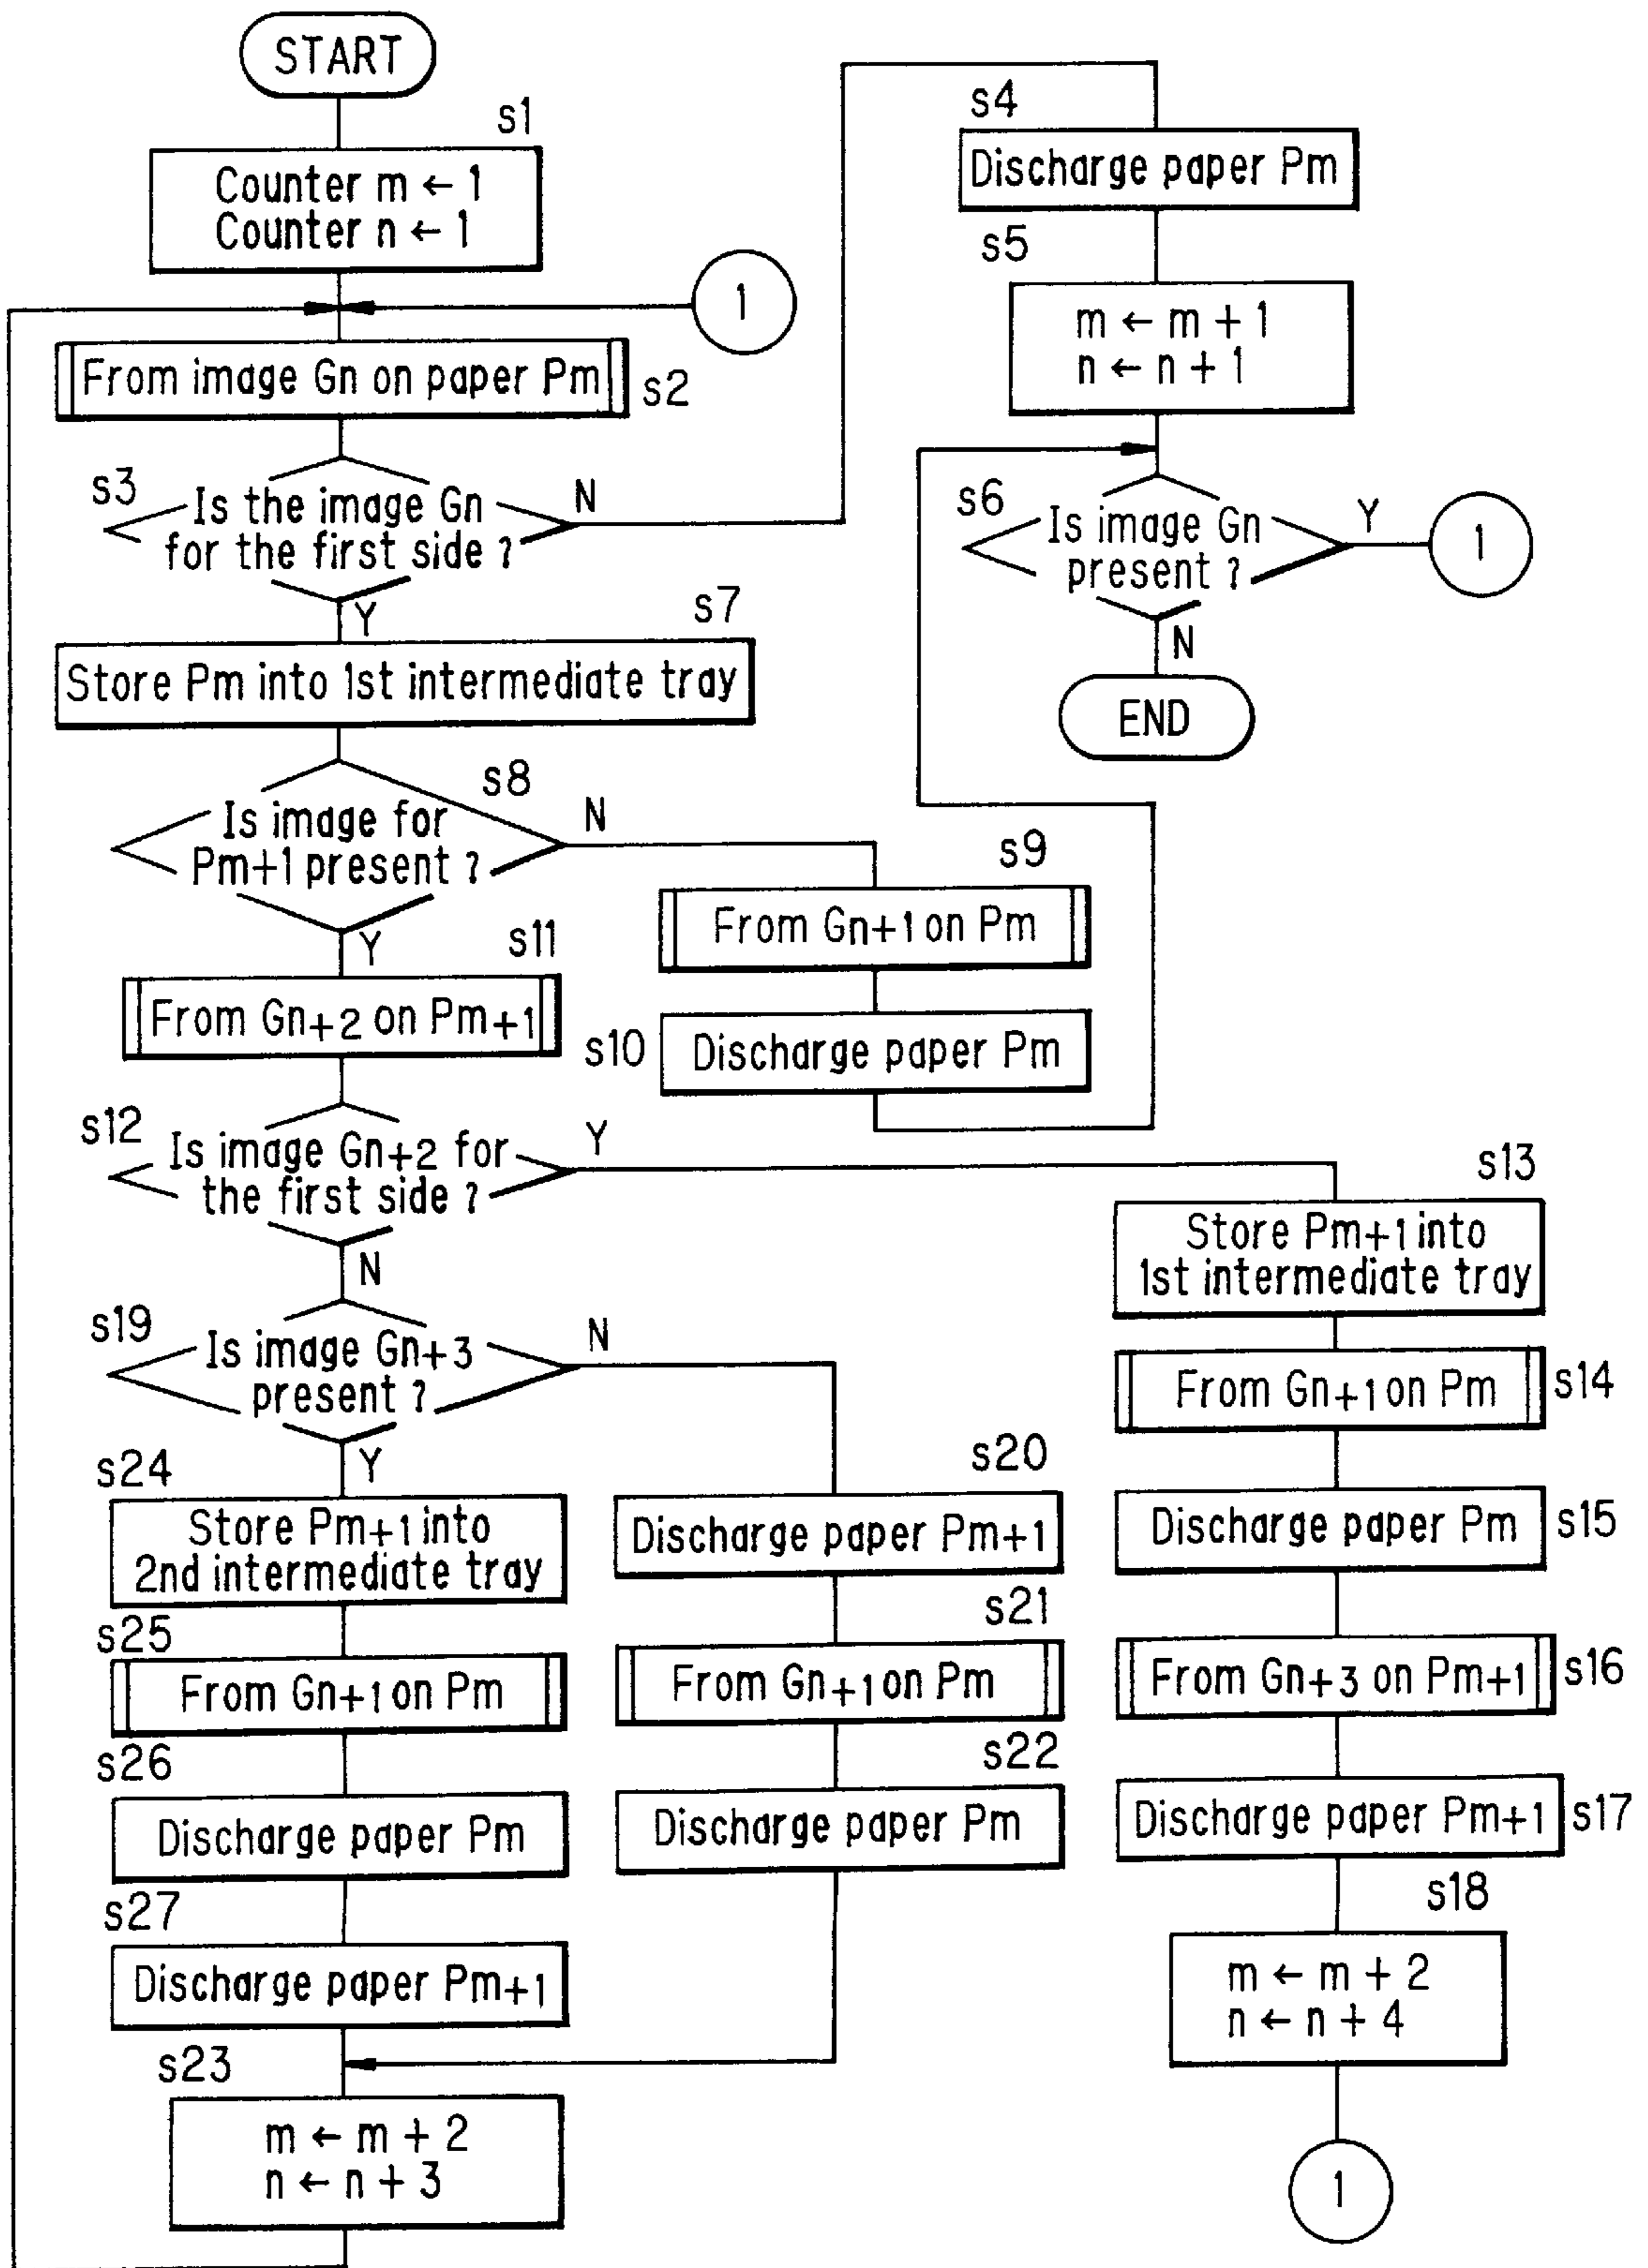 START
s1
Counter m ← 1
Counter n ← 1
1
From image Gn on paper Pm
s2
s3
Is the image Gn
for the first side ?
N
Y
s4
Discharge paper Pm
s5
m ← m + 1
n ← n + 1
s6
Is image Gn
present ?
Y
1
N
END
s7
Store Pm into 1st intermediate tray
s8
Is image for
Pm+1 present ?
N
Y
s9
From Gn+1 on Pm
s10
Discharge paper Pm
s11
From Gn+2 on Pm+1
s12
Is image Gn+2 for
the first side ?
Y
N
s13
Store Pm+1 into
1st intermediate tray
From Gn+1 on Pm
s14
Discharge paper Pm
s15
From Gn+3 on Pm+1
s16
Discharge paper Pm+1
s17
s18
m ← m + 2
n ← n + 4
1
s19
Is image Gn+3
present ?
N
Y
s20
Discharge paper Pm+1
s21
From Gn+1 on Pm
s22
Discharge paper Pm
s24
Store Pm+1 into
2nd intermediate tray
s25
From Gn+1 on Pm
s26
Discharge paper Pm
s27
Discharge paper Pm+1
s23
m ← m + 2
n ← n + 3